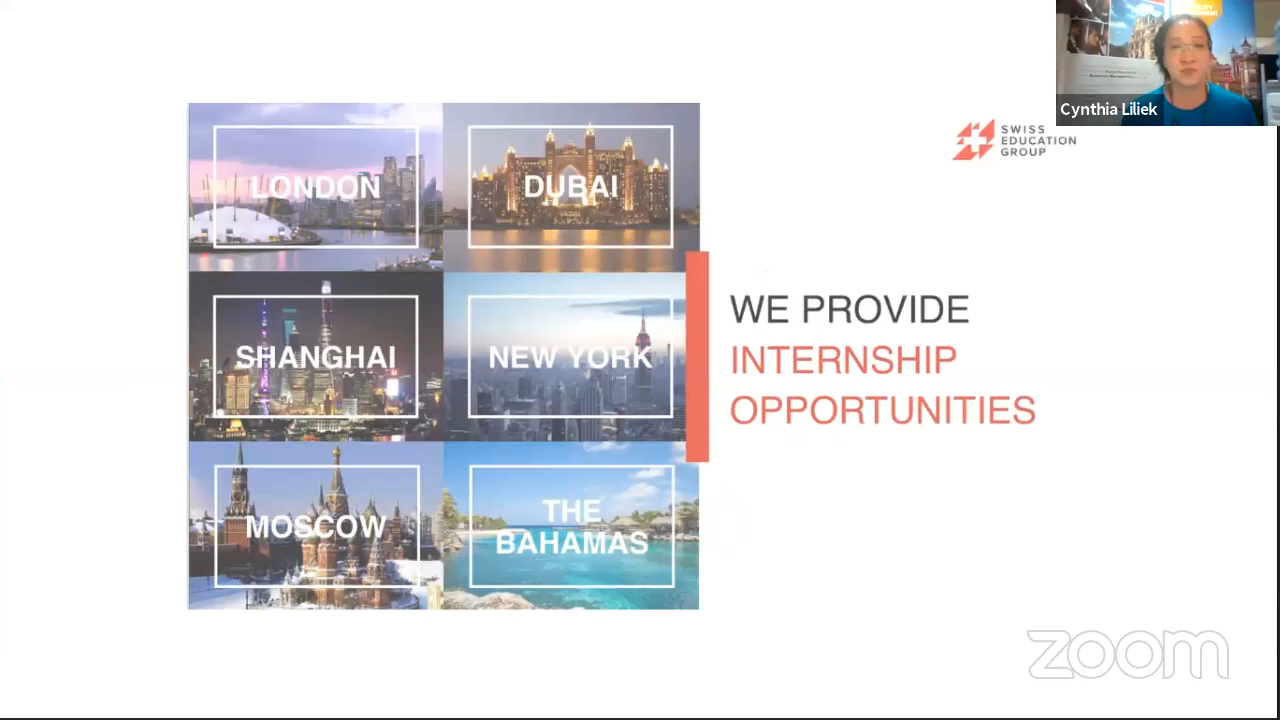 Cynthia Liliek
SWISS
EDUCATION
GROUP
LONDON
DUBAI
SHANGHAI
NEW YORK
MOSCOW
THE
BAHAMAS
WE PROVIDE
INTERNSHIP
OPPORTUNITIES
zoom